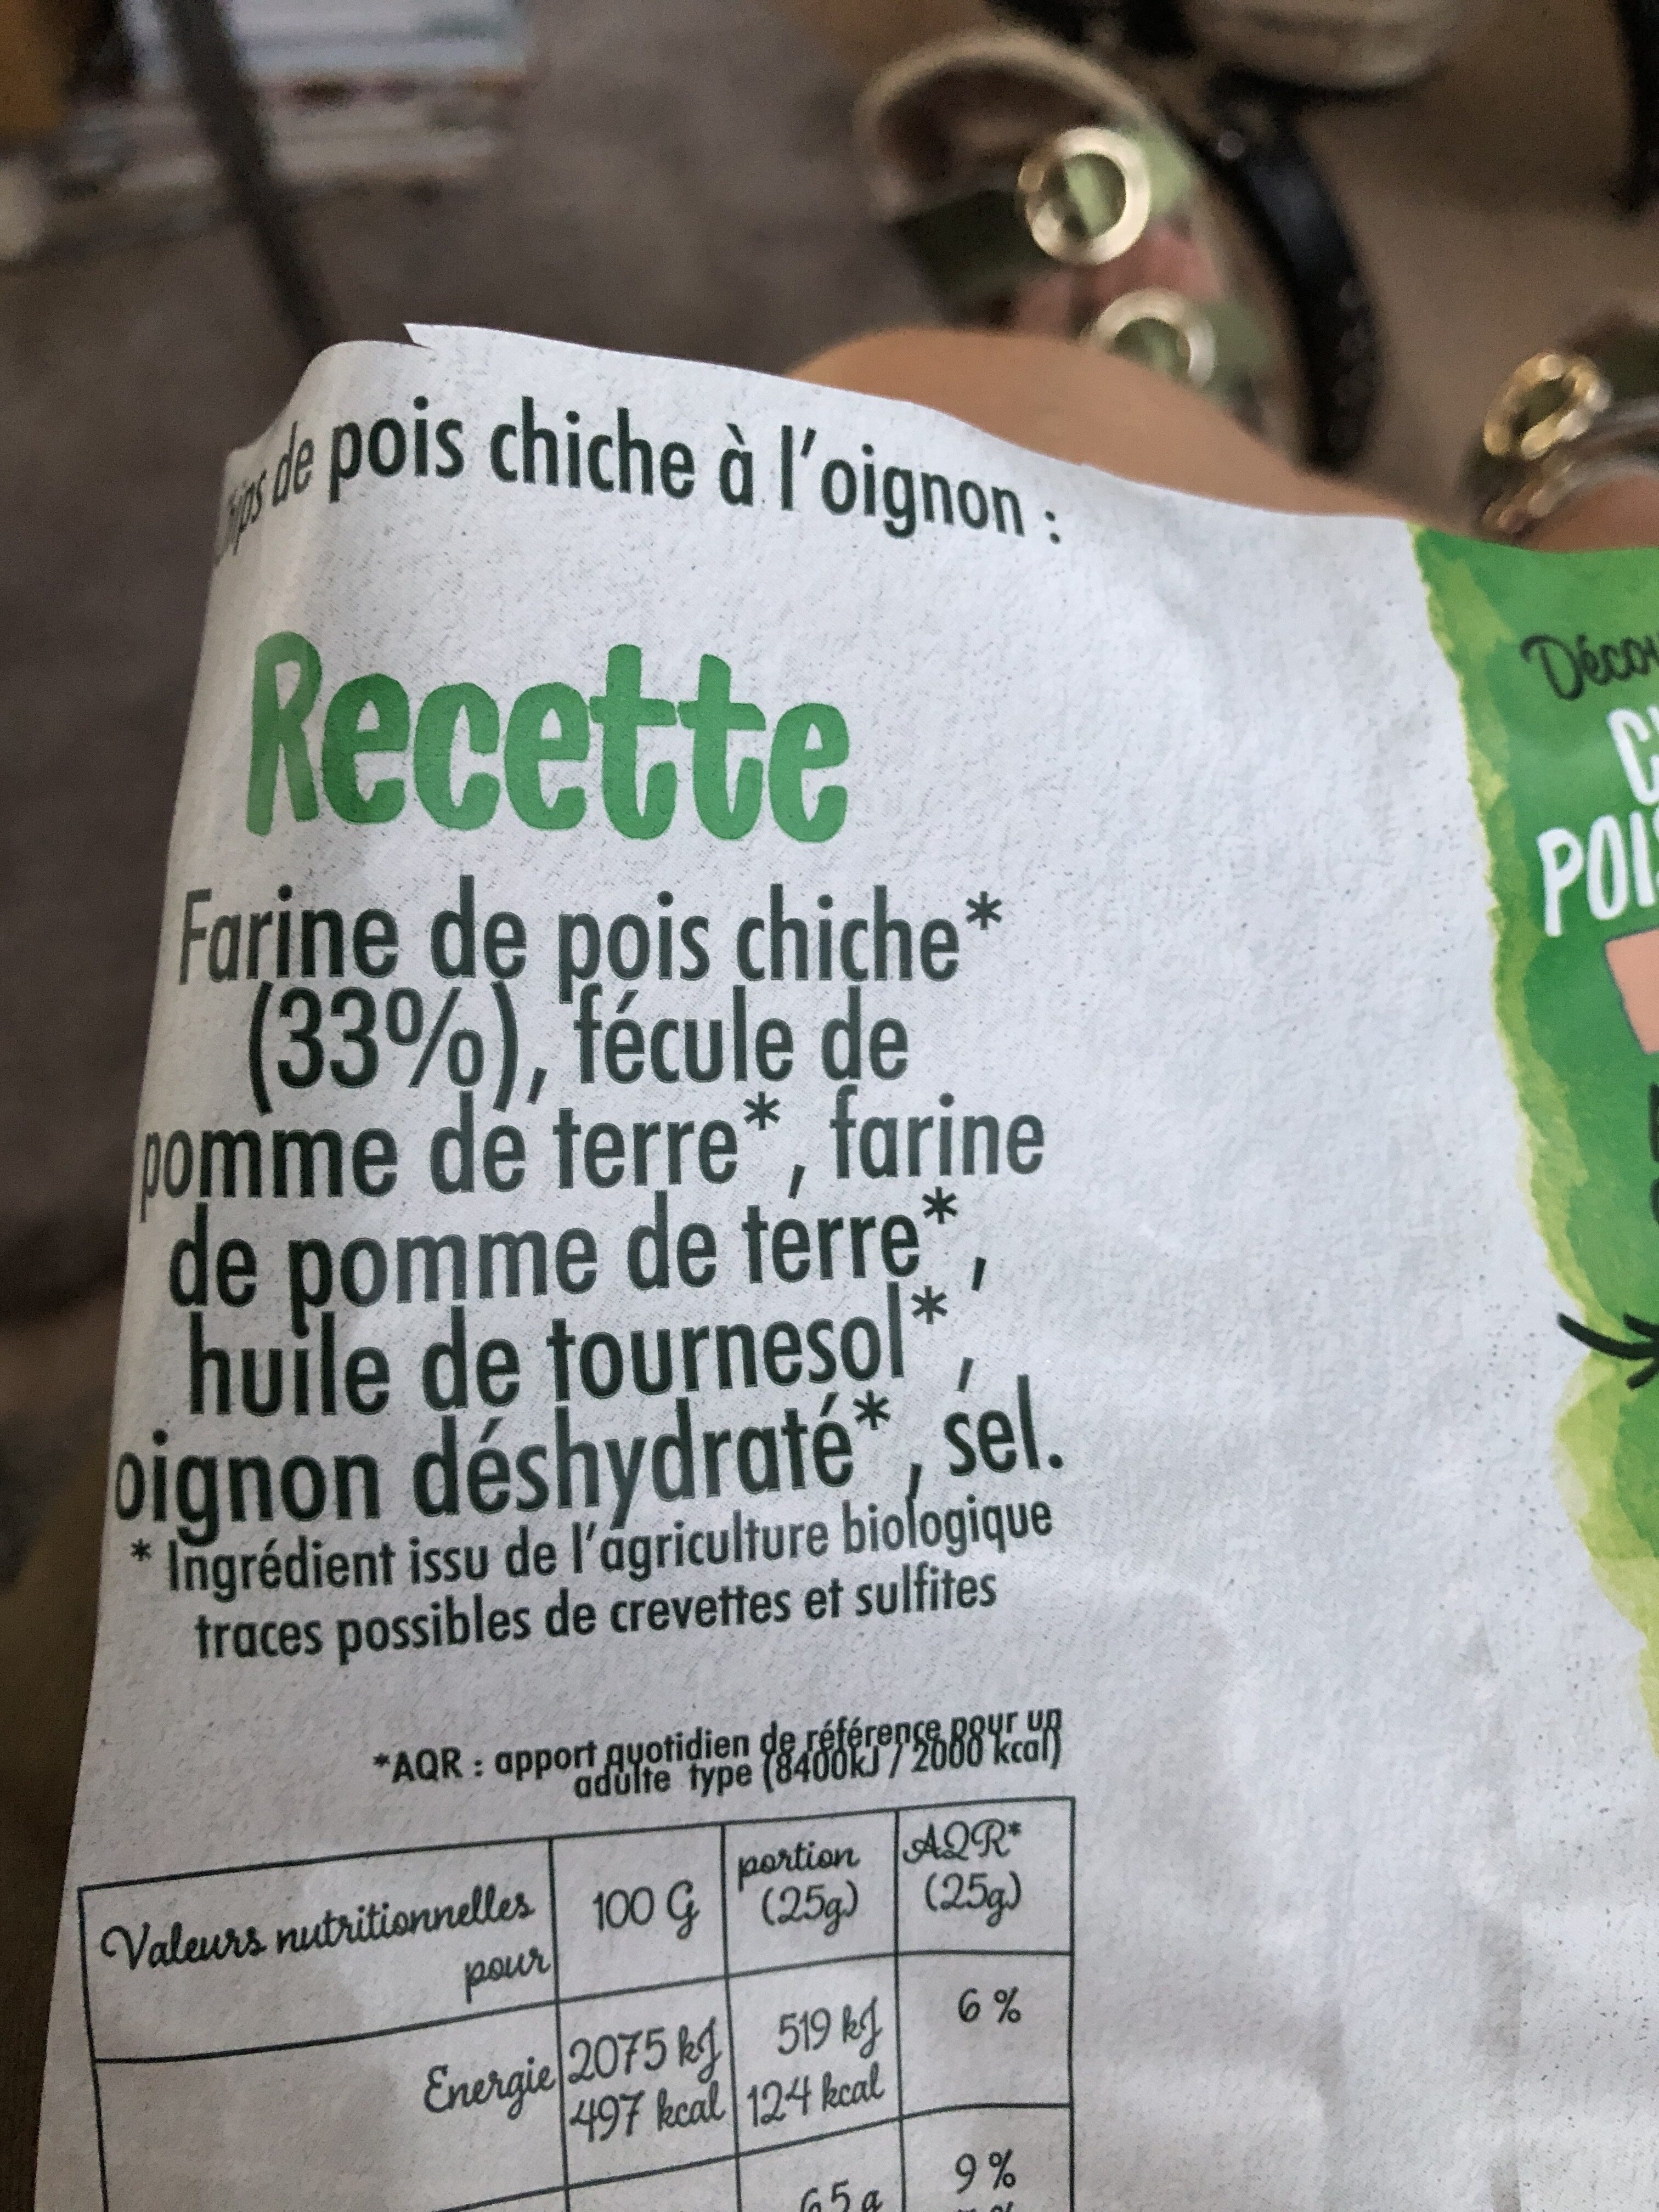 de pois chiche à l'oignon :
Recette
Farine de pois chiche*
(33%), fécule de
pomme de terre*, farine
de pomme de terre*,
huile de tournesol*,
oignon déshydraté*, sel.
* Ingrédient issu de l'agriculture biologique
traces possibles de crevettes et sulfites
*AQR : apport quotidien de référence pour un
adulte type (8400kJ / 2000 kcal)
Valeurs nutritionnelles pour 100 G portion (25g) AQR* (25g)
Energie 2075 kJ 519 kJ 6 %
497 kcal 124 kcal
6,5 g 9 %